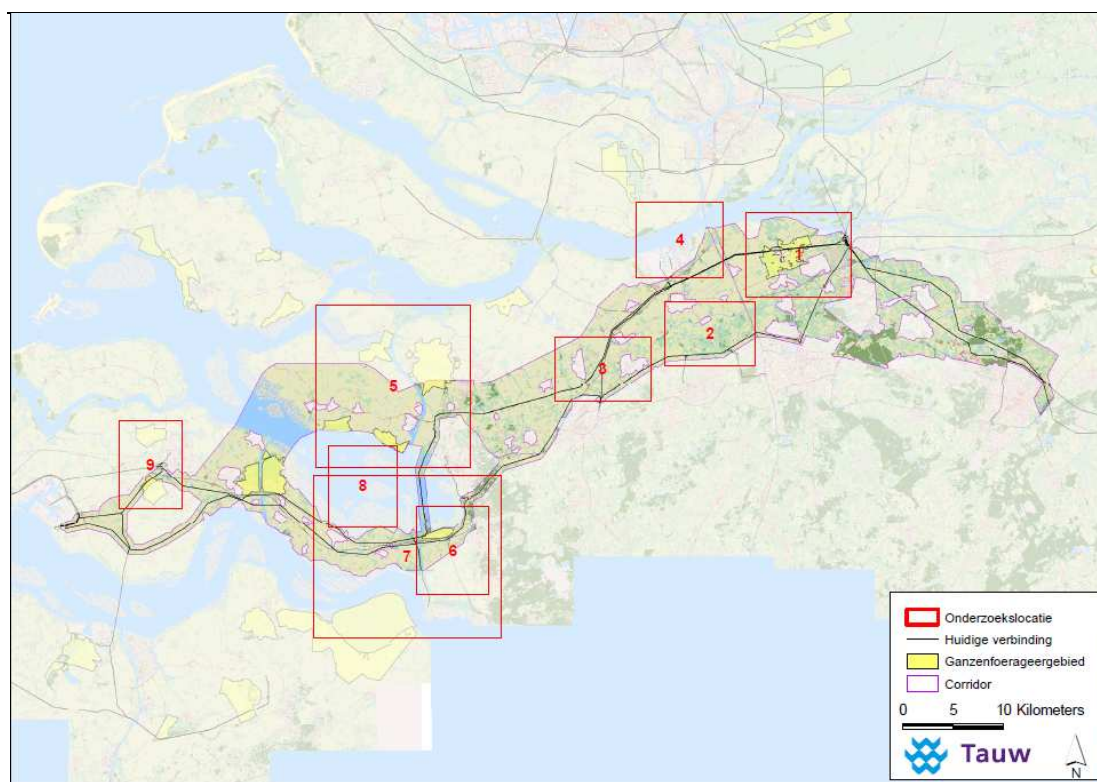 4
1
2
3
5
9
8
6
7
Onderzoekslocatie
Huidige verbinding
Ganzenfoerageergebied
Corridor
0 5 10 Kilometers
Tauw
N